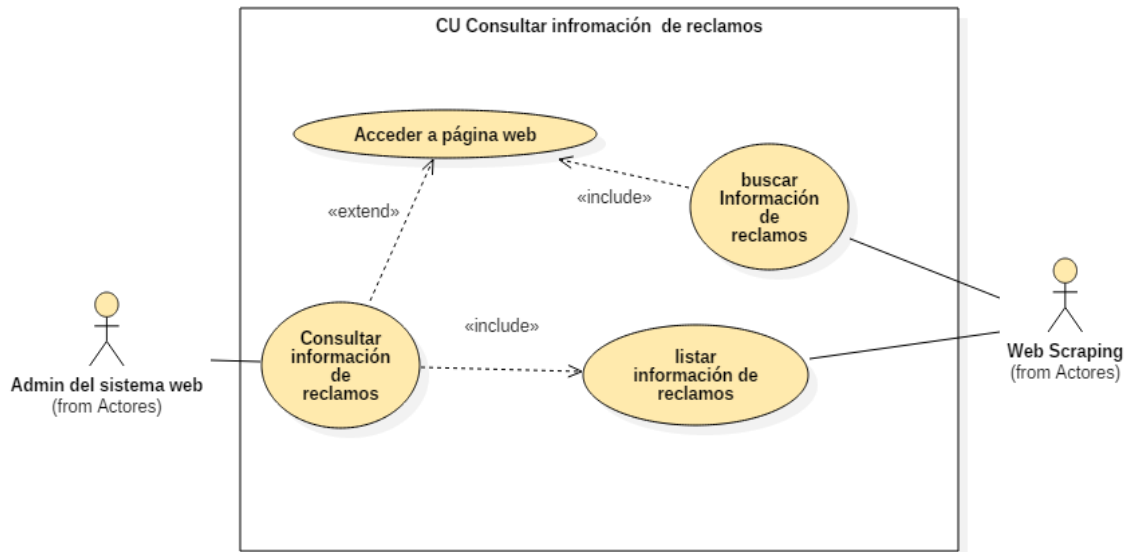 CU Consultar infromación de reclamos
Acceder a página web
buscar
Información
de
reclamos
«include»
«extend»
«include»
Consultar
información
de
reclamos
listar
información de
reclamos
Admin del sistema web
(from Actores)
Web Scraping
(from Actores)